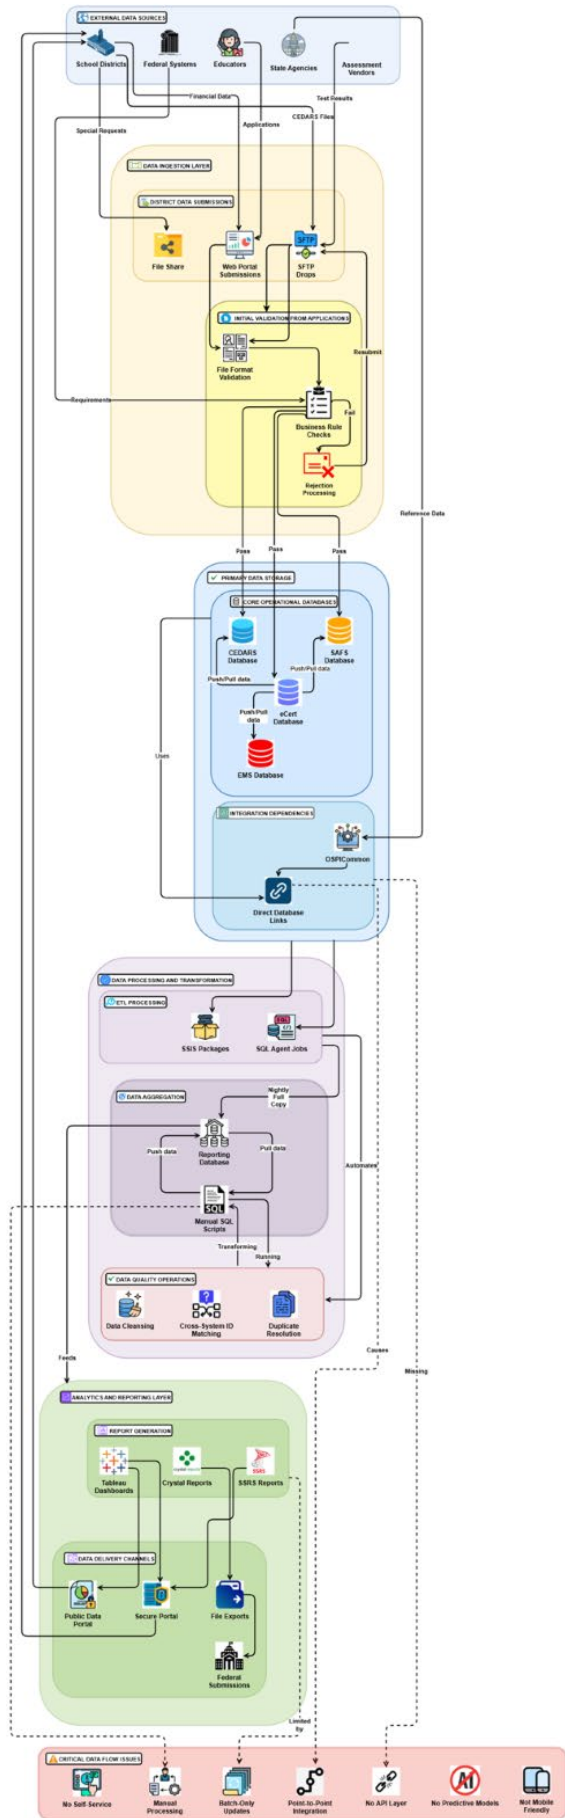 EXTERNAL DATA SOURCES
School Districts
Federal Systems
Educators
State Agencies
Assessment
Vendors
Financial Data
Test Results
Applications
CEDARS Files
Special Requests
DATA INGESTION LAYER
DISTRICT DATA SUBMISSIONS
SFTP
File Share
Web Portal
Submissions
SFTP
Drops
INITIAL VALIDATION FROM APPLICATIONS
File Format
Validation
Resubmit
Requirements
Business Rule
Checks
Fail
Rejection
Processing
Reference Data
Pass
Pass
Pass
PRIMARY DATA STORAGE
CORE OPERATIONAL DATABASES
CEDARS
Database
SAFS
Database
Push/Pull data
Push/Pull data
eCert
Database
Push/Pull
data
EMS Database
Uses
INTEGRATION DEPENDENCIES
OSPICommon
Direct Database
Links
DATA PROCESSING AND TRANSFORMATION
ETL PROCESSING
SQL
SSIS Packages
SQL Agent Jobs
DATA AGGREGATION
Nightly
Full
Copy
Reporting
Database
Push data
Pull data
Automates
SQL
Manual SQL
Scripts
Transforming
Running
DATA QUALITY OPERATIONS
Data Cleansing
Cross-System ID
Matching
Duplicate
Resolution
Causes
Feeds
Missing
ANALYTICS AND REPORTING LAYER
REPORT GENERATION
SSRS
Tableau
Dashboards
Crystal Reports
SSRS Reports
DATA DELIVERY CHANNELS
Public Data
Portal
Secure Portal
File Exports
Federal
Submissions
Limited
by
CRITICAL DATA FLOW ISSUES
AI
No Self-Service
Manual
Processing
Batch-Only
Updates
Point-to-Point
Integration
No API Layer
No Predictive Models
Not Mobile
Friendly